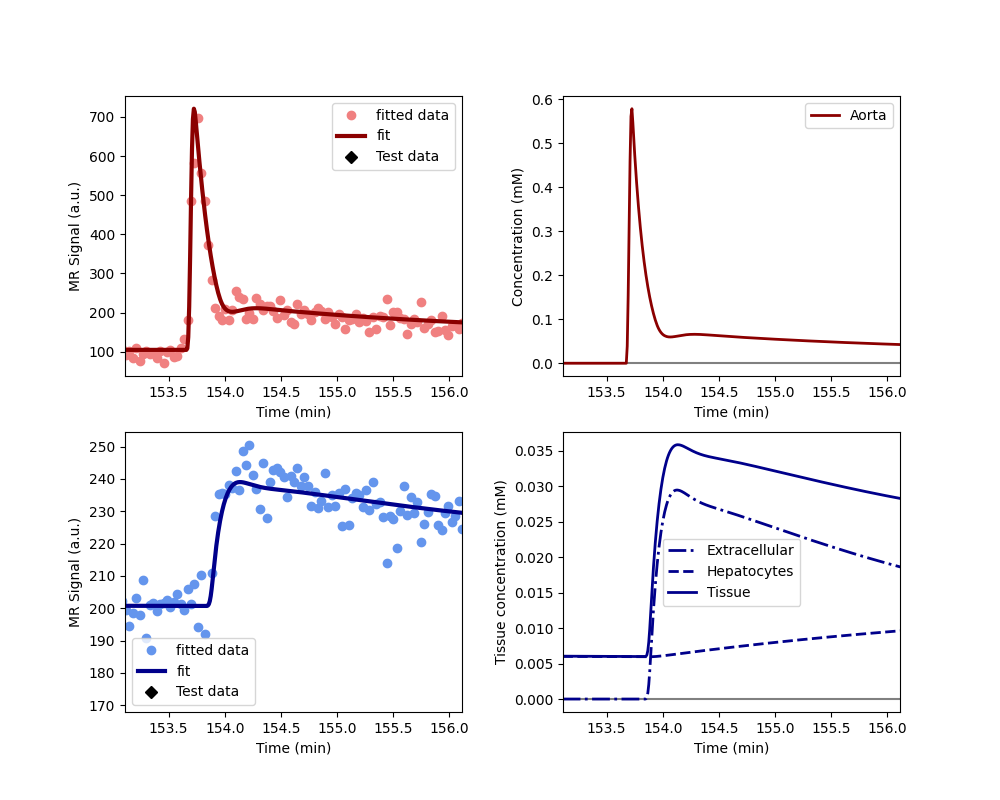 700
600
500
400
300
200
100
MR Signal (a.u.)
fitted data
fit
Test data
153.5 154.0 154.5 155.0 155.5 156.0
Time (min)
0.6
0.5
0.4
0.3
0.2
0.1
0.0
Concentration (mM)
Aorta
153.5 154.0 154.5 155.0 155.5 156.0
Time (min)
250
240
230
220
210
200
190
180
170
MR Signal (a.u.)
fitted data
fit
Test data
153.5 154.0 154.5 155.0 155.5 156.0
Time (min)
0.035
0.030
0.025
0.020
0.015
0.010
0.005
0.000
Tissue concentration (mM)
Extracellular
Hepatocytes
Tissue
153.5 154.0 154.5 155.0 155.5 156.0
Time (min)